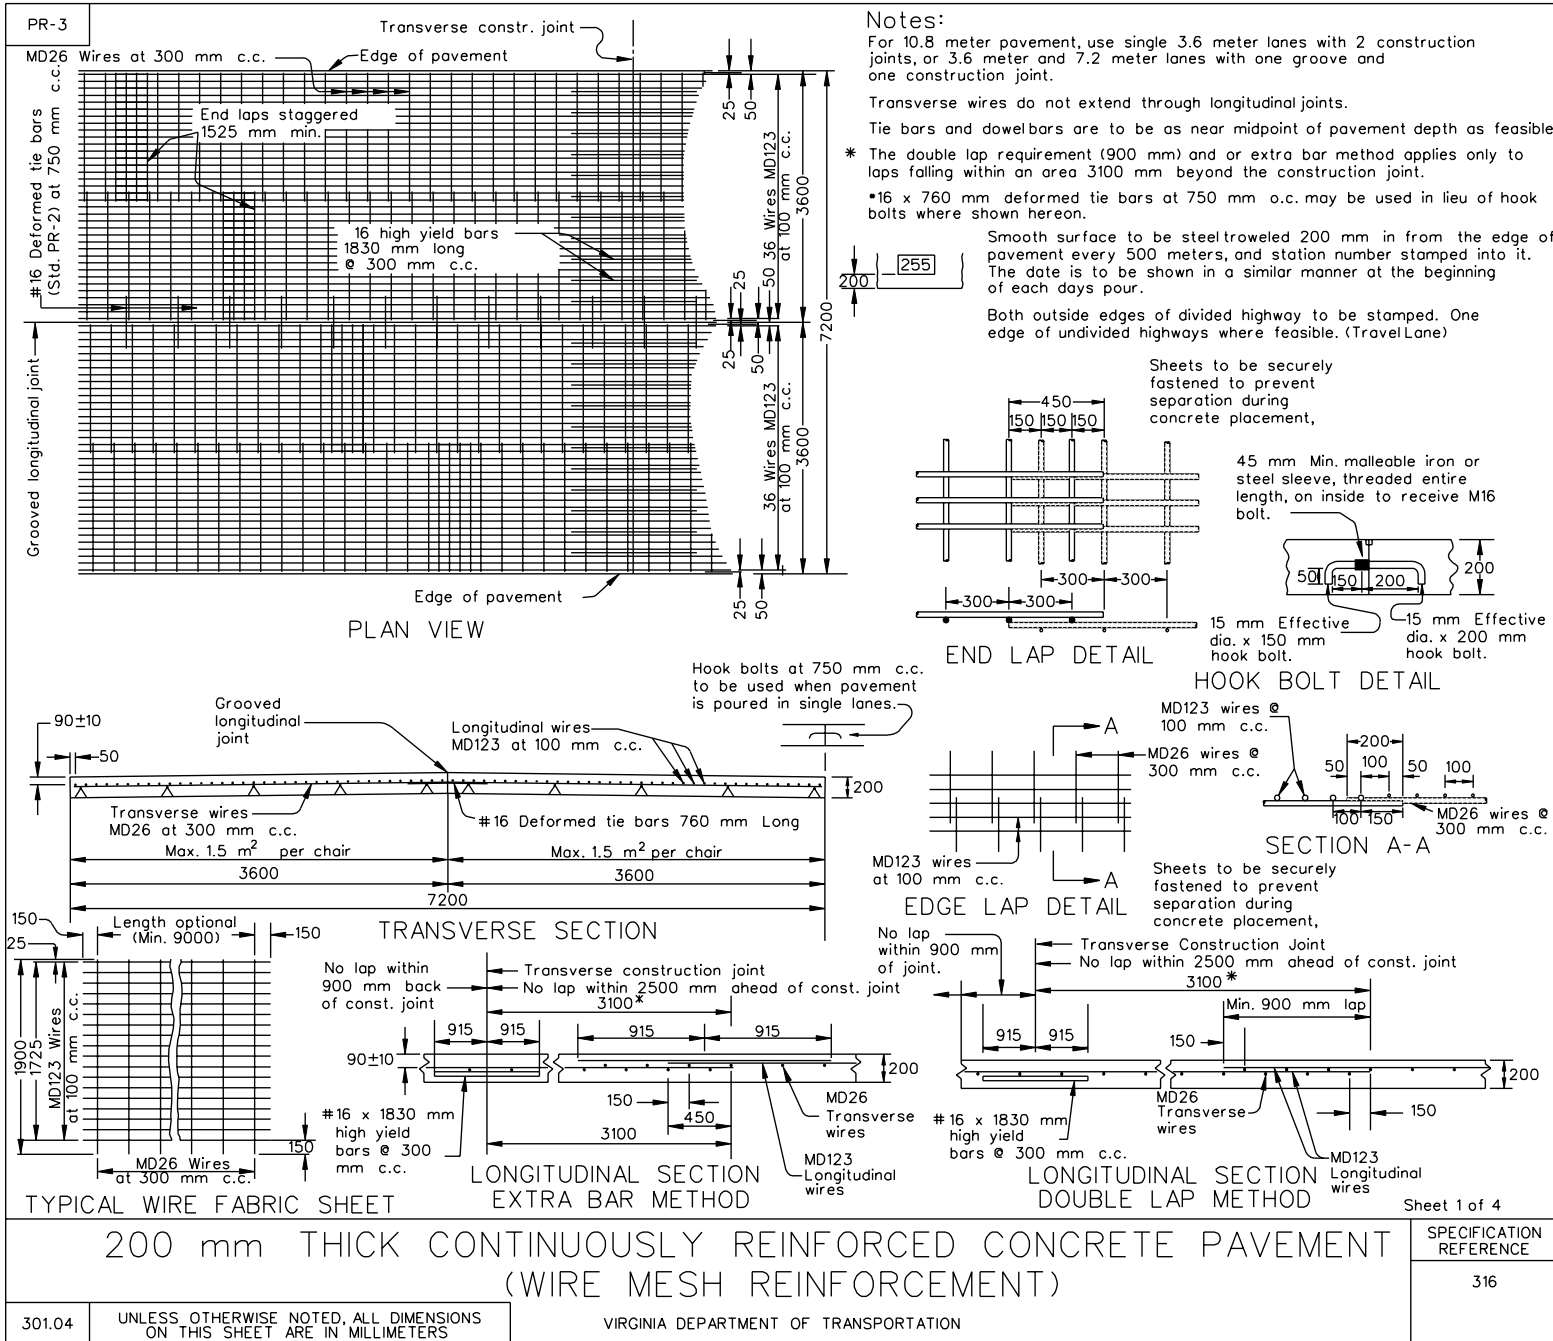 PR-3
Transverse constr. joint
MD26 Wires at 300 mm c.c.
Edge of pavement
#16 Deformed tie bars
(Std. PR-2) at 750 mm c.c.
End laps staggered
1525 mm min.
16 high yield bars
1830 mm long
@ 300 mm c.c.
Grooved longitudinal joint
25
50
36 Wires MD123
at 100 mm c.c.
3600
25
50
7200
25
50
36 Wires MD123
at 100 mm c.c.
3600
25
50
Edge of pavement
PLAN VIEW
Notes:
For 10.8 meter pavement, use single 3.6 meter lanes with 2 construction
joints, or 3.6 meter and 7.2 meter lanes with one groove and
one construction joint.
Transverse wires do not extend through longitudinal joints.
Tie bars and dowel bars are to be as near midpoint of pavement depth as feasible
* The double lap requirement (900 mm) and or extra bar method applies only to
laps falling within an area 3100 mm beyond the construction joint.
•16 x 760 mm deformed tie bars at 750 mm o.c. may be used in lieu of hook
bolts where shown hereon.
255
200
Smooth surface to be steel troweled 200 mm in from the edge of
pavement every 500 meters, and station number stamped into it.
The date is to be shown in a similar manner at the beginning
of each days pour.
Both outside edges of divided highway to be stamped. One
edge of undivided highways where feasible. (Travel Lane)
Sheets to be securely
fastened to prevent
separation during
concrete placement,
450
150 150 150
300 300
300 300
END LAP DETAIL
45 mm Min. malleable iron or
steel sleeve, threaded entire
length, on inside to receive M16
bolt.
50
150 200
200
15 mm Effective
dia. x 150 mm
hook bolt.
15 mm Effective
dia. x 200 mm
hook bolt.
HOOK BOLT DETAIL
Hook bolts at 750 mm c.c.
to be used when pavement
is poured in single lanes.
90±10
50
Grooved
longitudinal
joint
Longitudinal wires
MD123 at 100 mm c.c.
200
Transverse wires
MD26 at 300 mm c.c.
#16 Deformed tie bars 760 mm Long
Max. 1.5 m² per chair
Max. 1.5 m² per chair
3600
3600
7200
TRANSVERSE SECTION
A
MD26 wires @
300 mm c.c.
MD123 wires
at 100 mm c.c.
A
EDGE LAP DETAIL
MD123 wires @
100 mm c.c.
200
50 100 50 100
100 150
MD26 wires @
300 mm c.c.
SECTION A-A
Sheets to be securely
fastened to prevent
separation during
concrete placement,
150
Length optional
(Min. 9000)
150
25
1900
1725
MD123 Wires
at 100 mm c.c.
150
MD26 Wires
at 300 mm c.c.
TYPICAL WIRE FABRIC SHEET
No lap within
900 mm back
of const. joint
Transverse construction joint
No lap within 2500 mm ahead of const. joint
3100*
915 915
915 915
90±10
200
#16 x 1830 mm
high yield
bars @ 300
mm c.c.
150
450
3100
MD26
Transverse
wires
MD123
Longitudinal
wires
LONGITUDINAL SECTION
EXTRA BAR METHOD
No lap
within 900 mm
of joint.
Transverse Construction Joint
No lap within 2500 mm ahead of const. joint
3100*
Min. 900 mm lap
915 915
150
200
#16 x 1830 mm
high yield
bars @ 300 mm c.c.
MD26
Transverse
wires
150
MD123
Longitudinal
wires
LONGITUDINAL SECTION
DOUBLE LAP METHOD
Sheet 1 of 4
200 mm THICK CONTINUOUSLY REINFORCED CONCRETE PAVEMENT
(WIRE MESH REINFORCEMENT)
SPECIFICATION
REFERENCE
316
301.04
UNLESS OTHERWISE NOTED, ALL DIMENSIONS
ON THIS SHEET ARE IN MILLIMETERS
VIRGINIA DEPARTMENT OF TRANSPORTATION